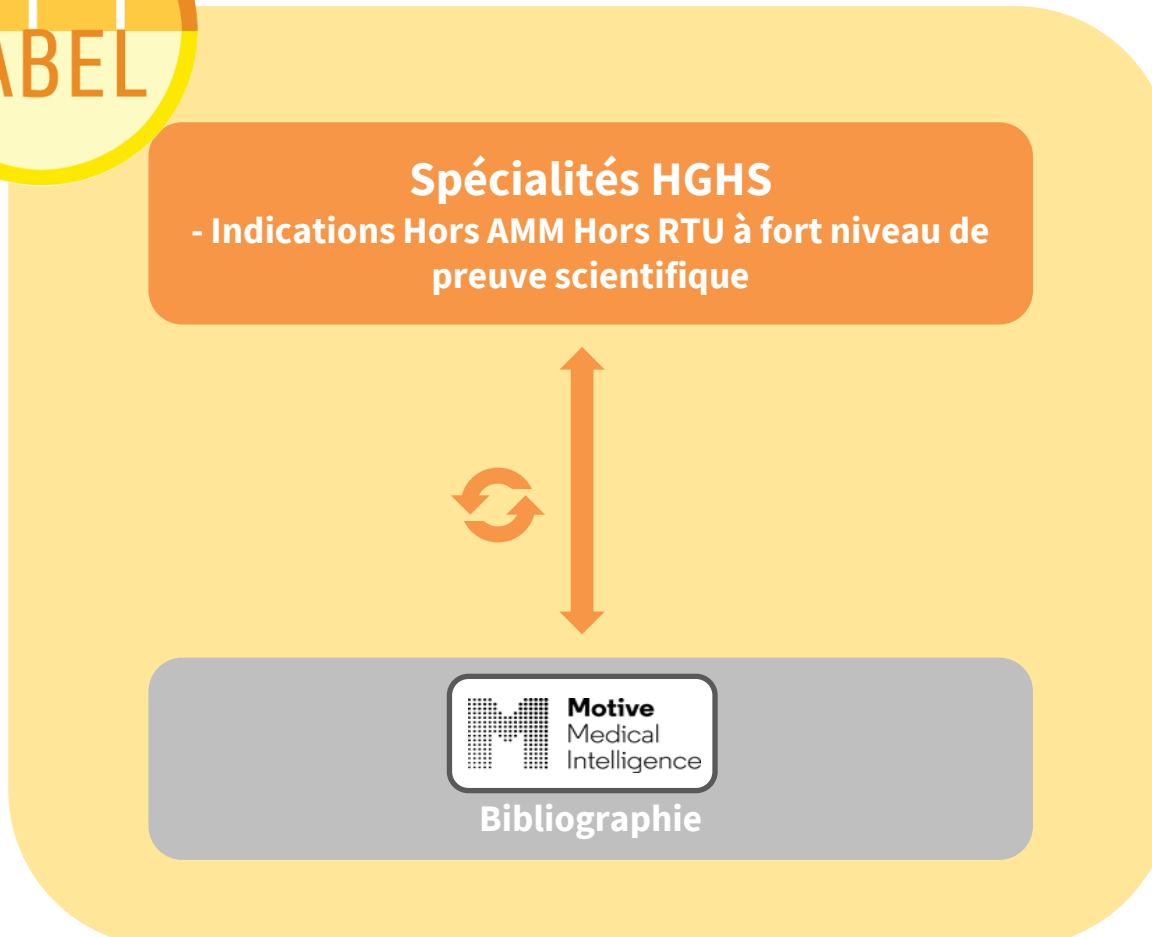 ABEL
Spécialités HGHS
- Indications Hors AMM Hors RTU à fort niveau de
preuve scientifique
Motive
Medical
Intelligence
Bibliographie